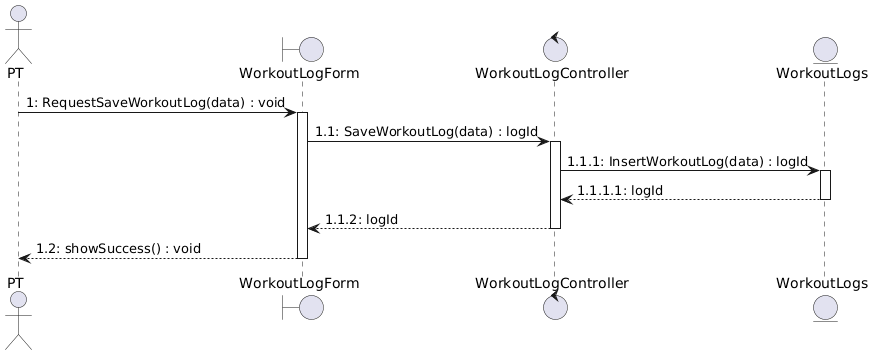 PT
WorkoutLogForm
WorkoutLogController
WorkoutLogs
1: RequestSaveWorkoutLog(data) : void
1.1: SaveWorkoutLog(data) : logId
1.1.1: InsertWorkoutLog(data) : logId
1.1.1.1: logId
1.1.2: logId
1.2: showSuccess() : void
PT
WorkoutLogForm
WorkoutLogController
WorkoutLogs